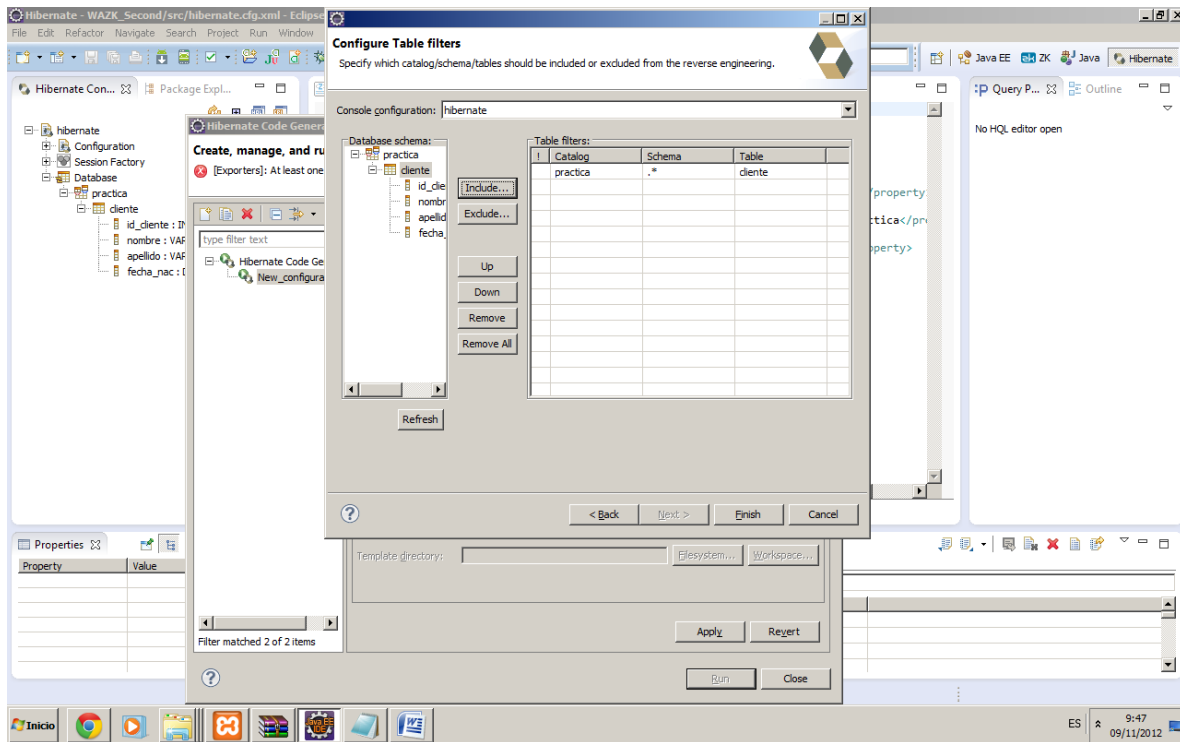 Hibernate - WAZK_Second/src/hibernate.cfg.xml - Eclipse
File Edit Refactor Navigate Search Project Run Window
Java EE ZK Java Hibernate
Hibernate Con... Package Expl...
hibernate
Configuration
Session Factory
Database
practica
cliente
id_cliente : IN
nombre : VAR
apellido : VAR
fecha_nac : D
Hibernate Code Genera
Create, manage, and ru
[Exporters]: At least one
type filter text
Hibernate Code Ge
New_configura
Filter matched 2 of 2 items
Configure Table filters
Specify which catalog/schema/tables should be included or excluded from the reverse engineering.
Console configuration: hibernate
Database schema:
practica
cliente
id_clie
nombr
apellid
fecha_
Include...
Exclude...
Up
Down
Remove
Remove All
Refresh
Table filters:
! Catalog Schema Table
practica .* cliente
< Back Next > Finish Cancel
Template directory: Filesystem... Workspace...
Apply Revert
Run Close
</property
ctica</pro
operty>
Query P... Outline
No HQL editor open
Properties
Property Value
Inicio
ES 9:47
09/11/2012